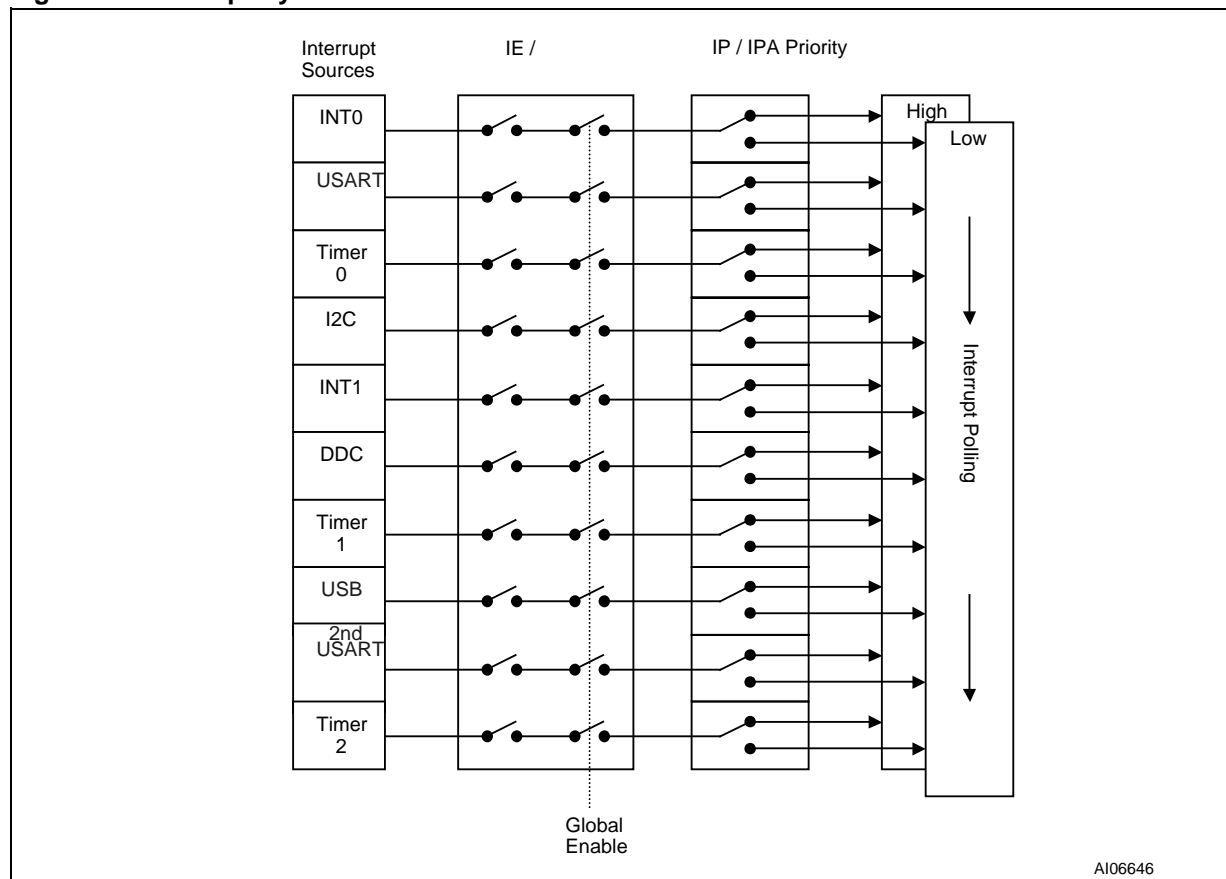 Interrupt
Sources
IE /
IP / IPA Priority
INT0
USART
Timer
0
I2C
INT1
DDC
Timer
1
USB
2nd
USART
Timer
2
High
Low
Interrupt Polling
Global
Enable
AI06646